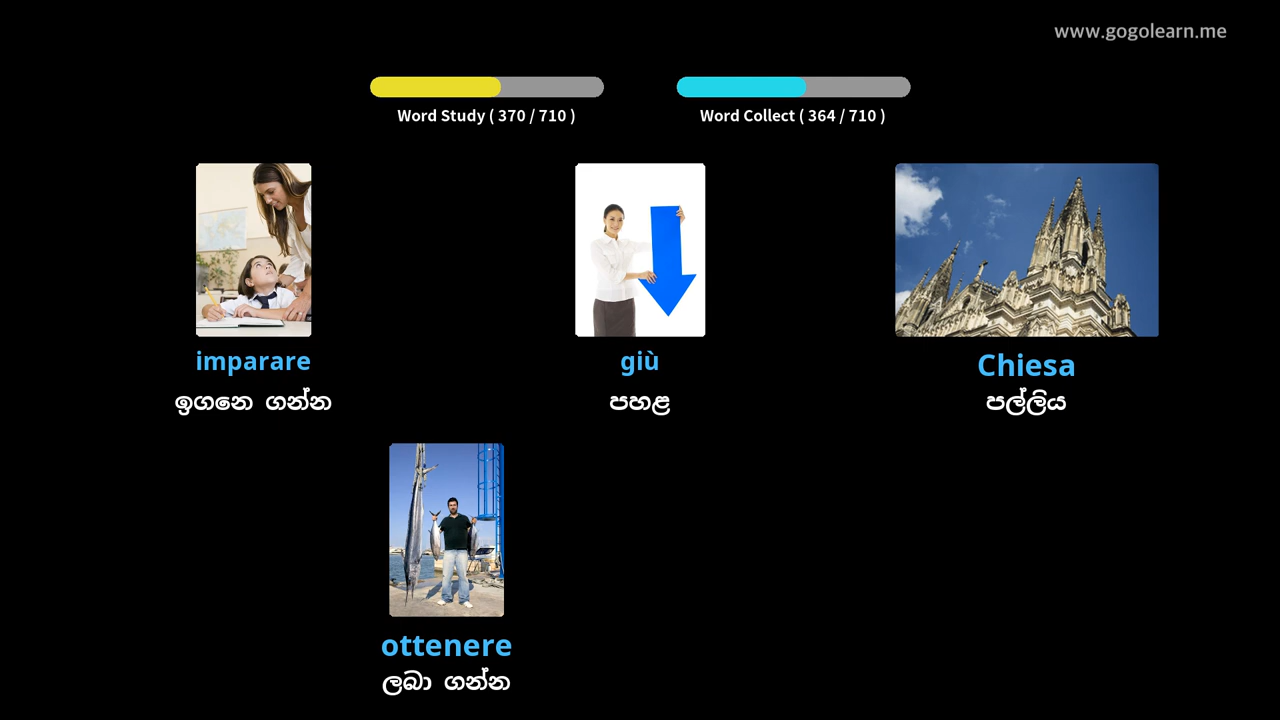 www.gogolearn.me
Word Study ( 370 / 710 )
Word Collect ( 364 / 710 )
imparare
ඉගනෙ ගන්න
giù
පහළ
Chiesa
පල්ලිය
ottenere
ලබා ගන්න